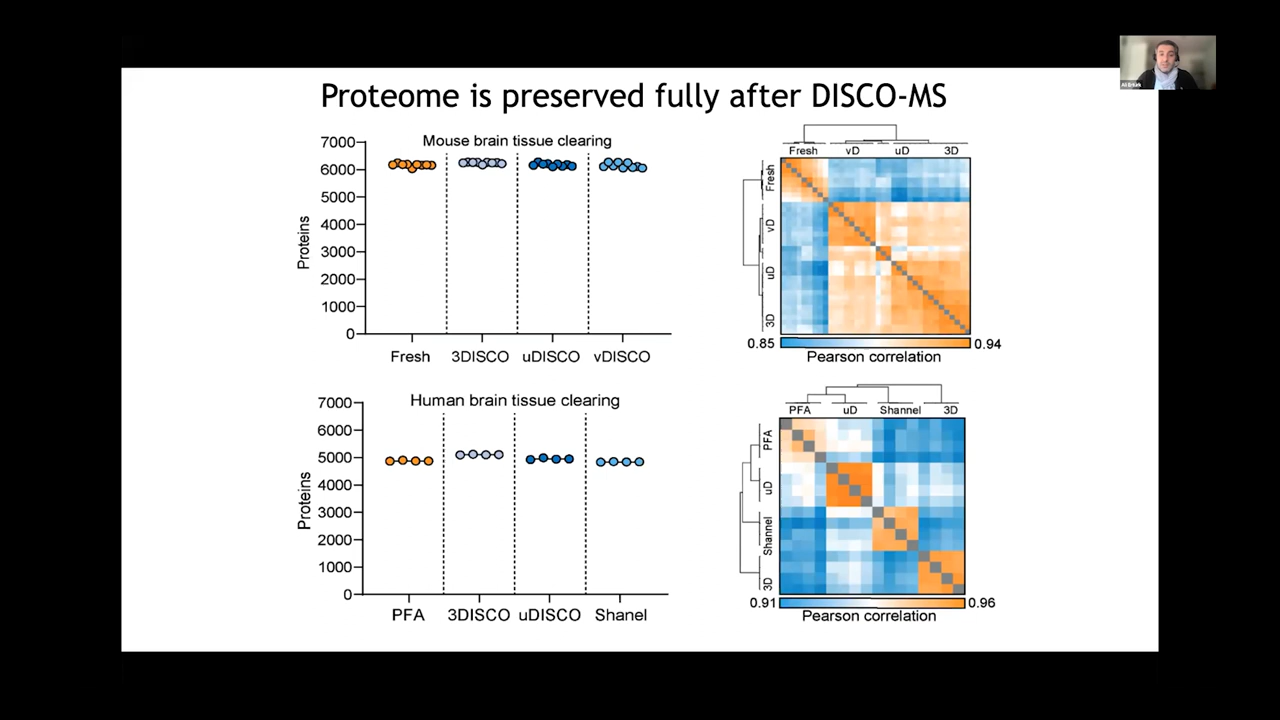 Proteome is preserved fully after DISCO-MS
Mouse brain tissue clearing
7000
6000
5000
4000
3000
2000
1000
0
Proteins
Fresh 3DISCO uDISCO vDISCO
Fresh vD uD 3D
Fresh
vD
uD
3D
0.85 0.94
Pearson correlation
Human brain tissue clearing
7000
6000
5000
4000
3000
2000
1000
0
Proteins
PFA 3DISCO uDISCO Shanel
PFA uD Shannel 3D
PFA
uD
Shannel
3D
0.91 0.96
Pearson correlation